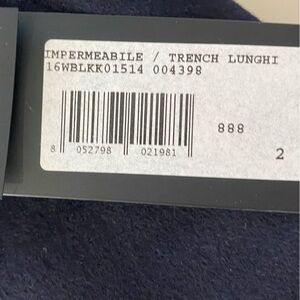 IMPERMEABILE / TRENCH LUNGHI
16WBLKK01514 004398
888
8 052798 021981
2